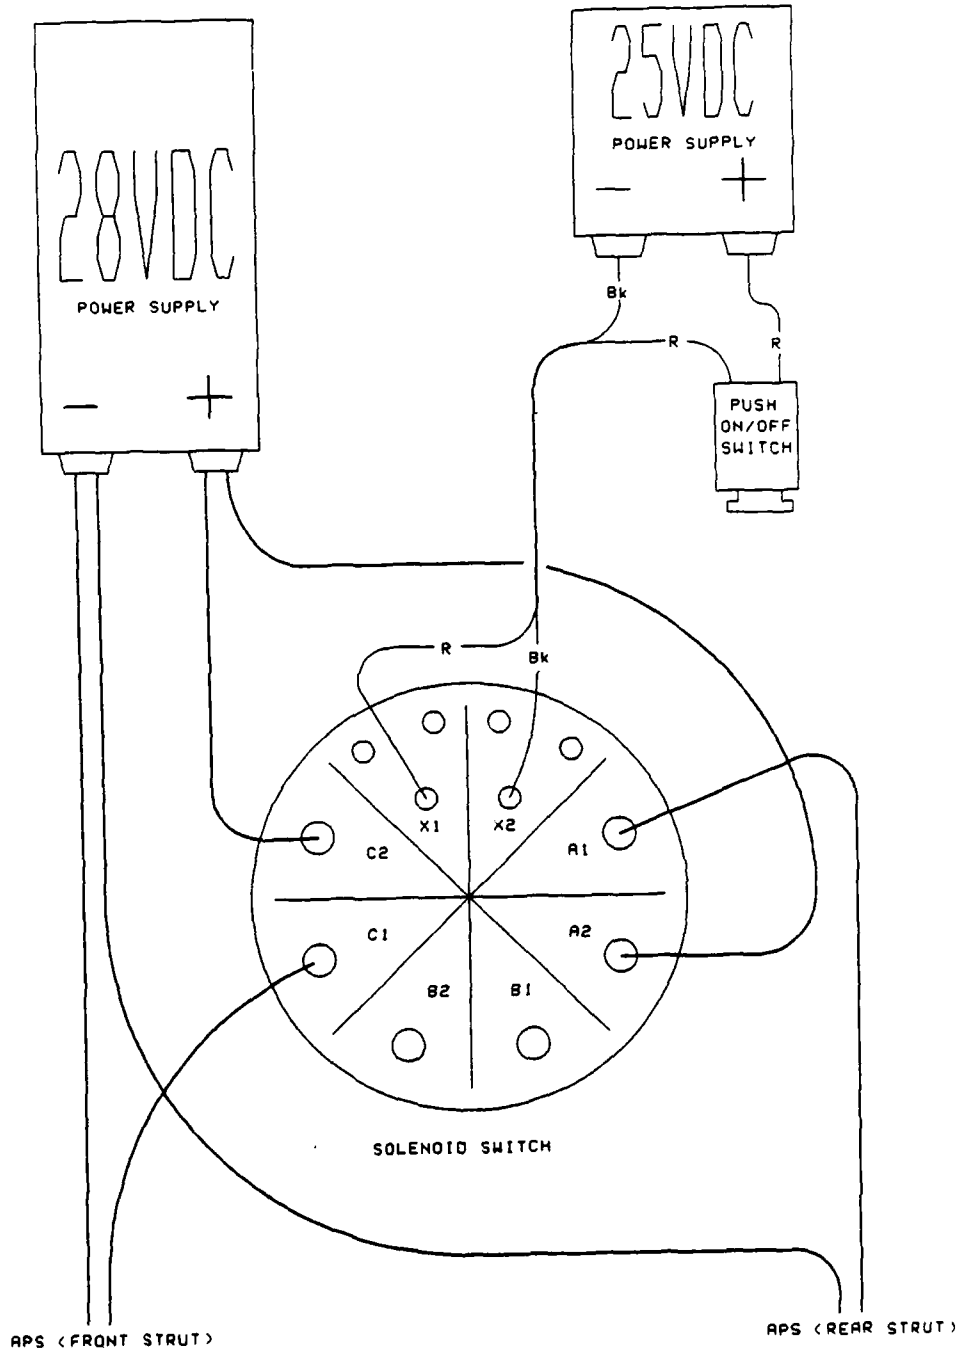 25VDC
POWER SUPPLY
− +
28VDC
POWER SUPPLY
− +
Bk
R
R
PUSH
ON/OFF
SWITCH
R
Bk
X1
X2
C2
A1
C1
A2
B2
B1
SOLENOID SWITCH
APS (FRONT STRUT)
APS (REAR STRUT)